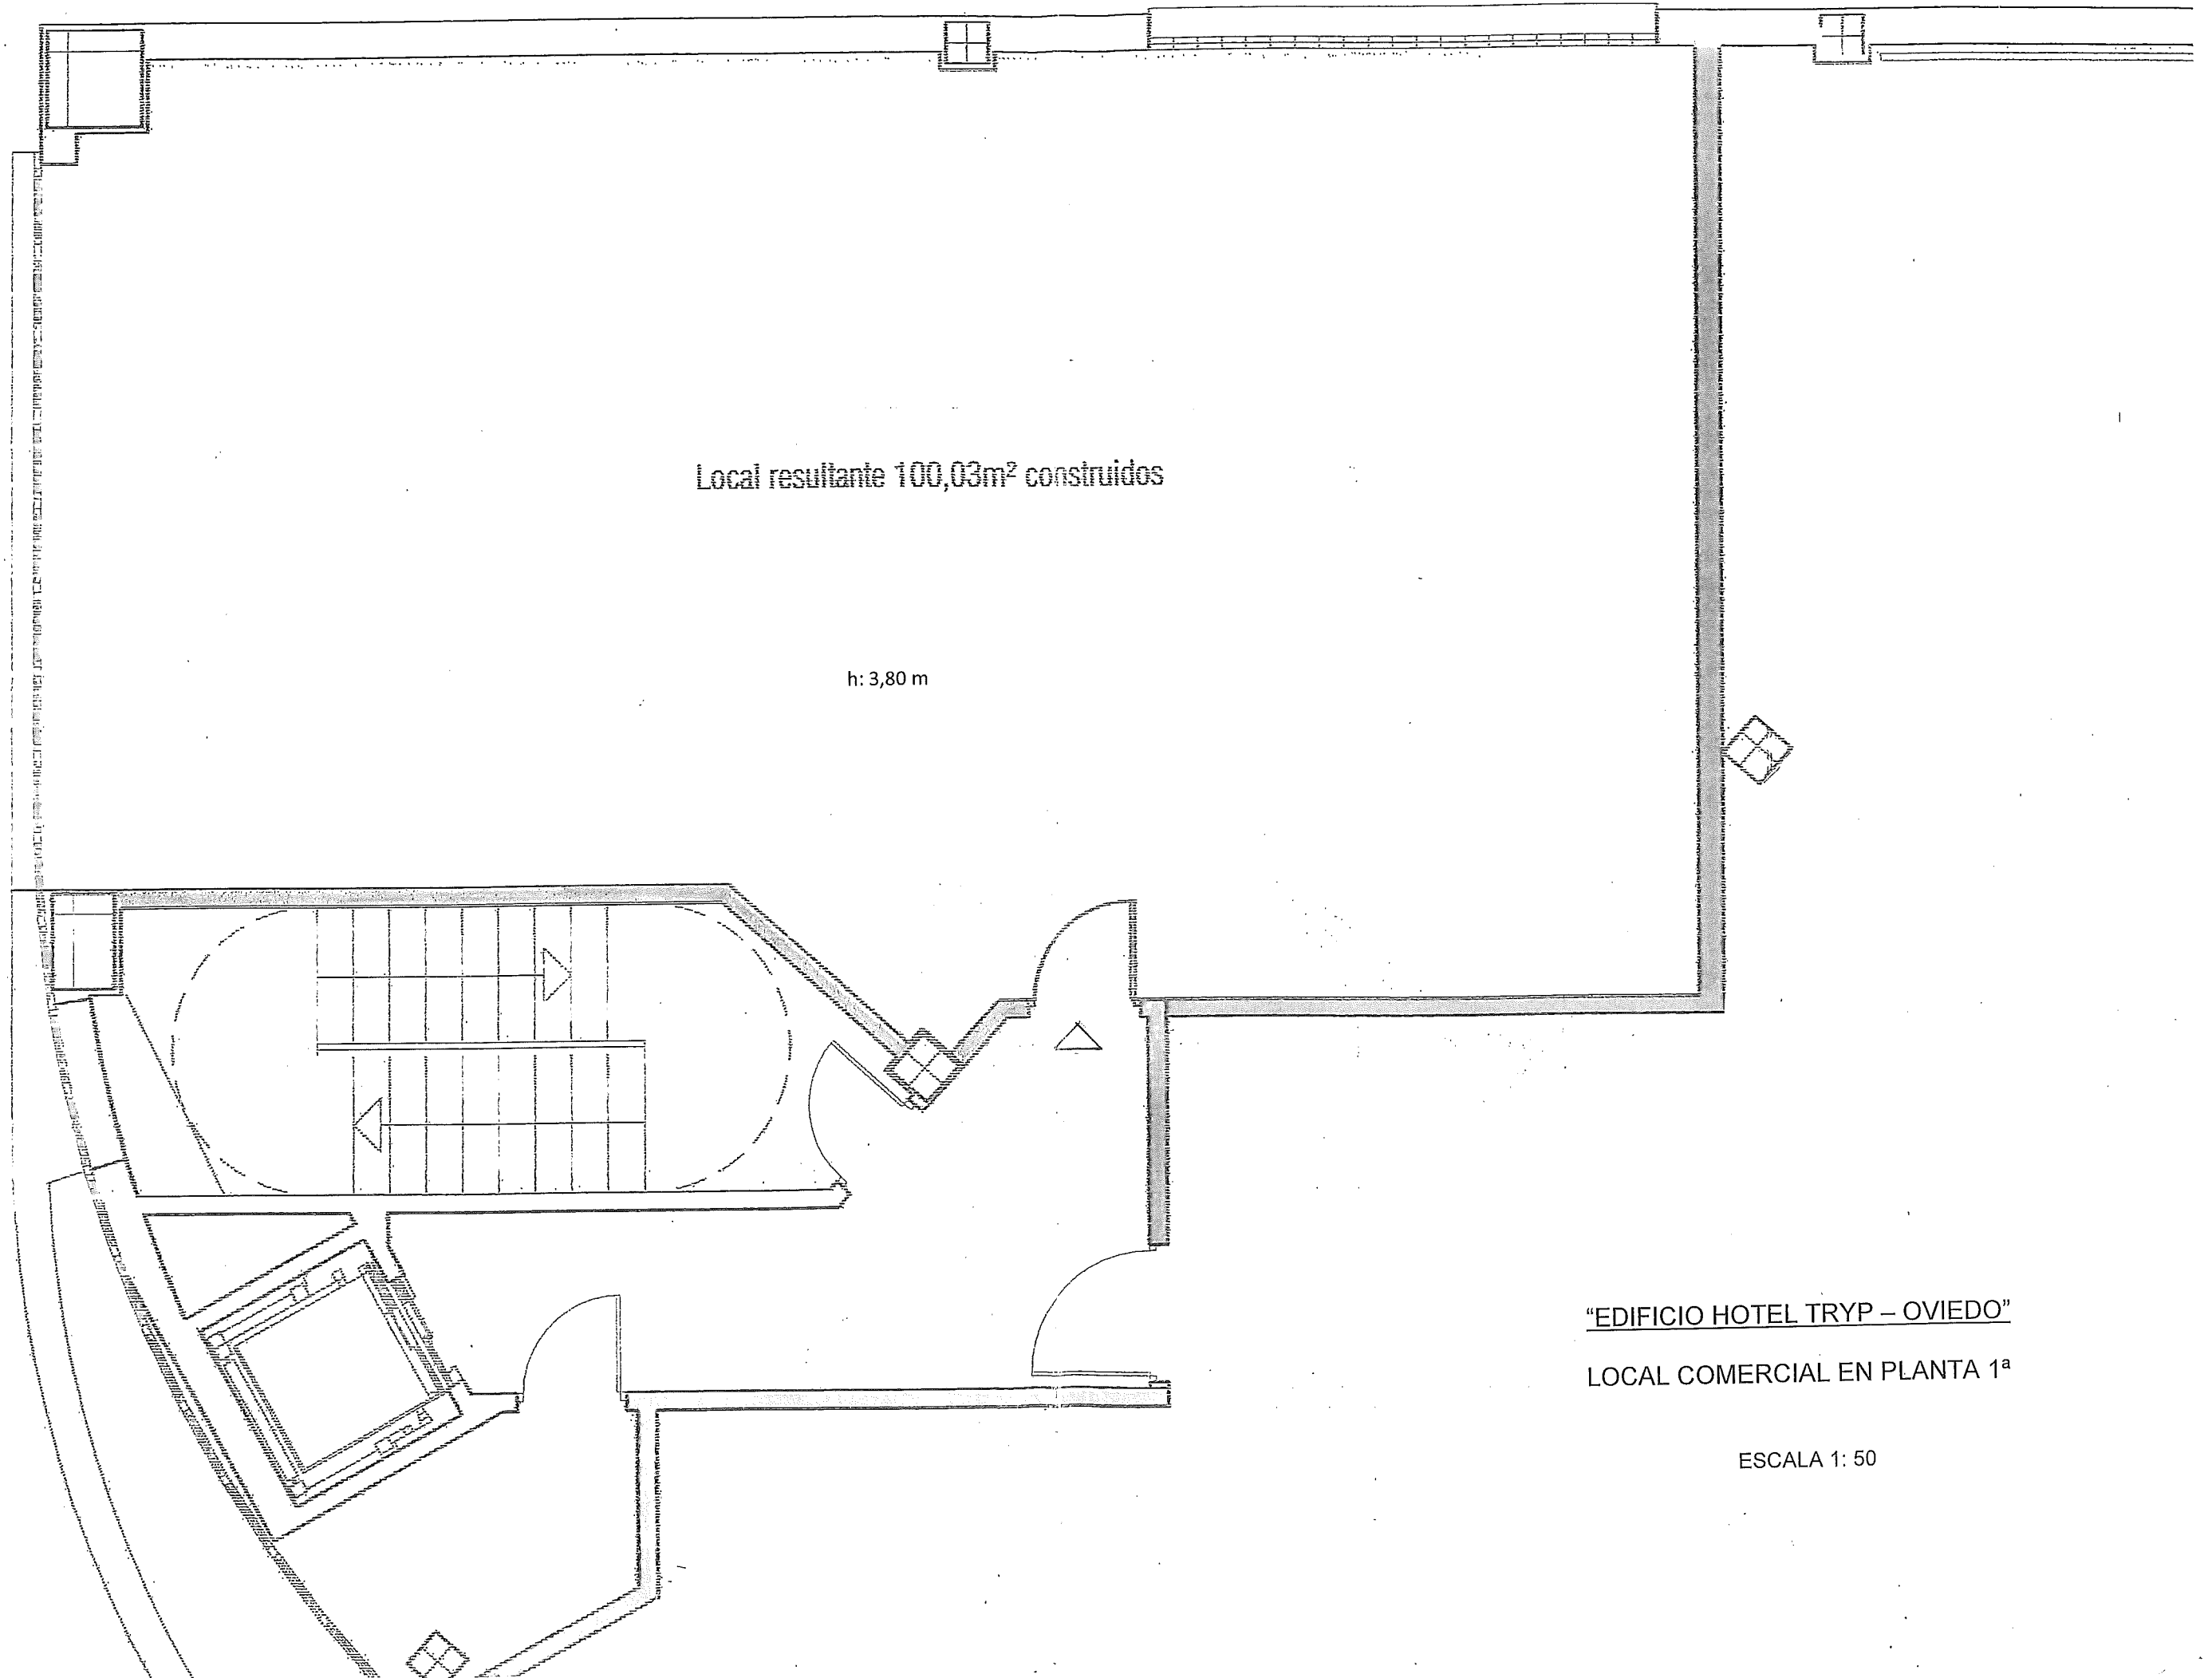 Local resultante 100,03m² construidos
h: 3,80 m
“EDIFICIO HOTEL TRYP – OVIEDO”
LOCAL COMERCIAL EN PLANTA 1ª
ESCALA 1: 50